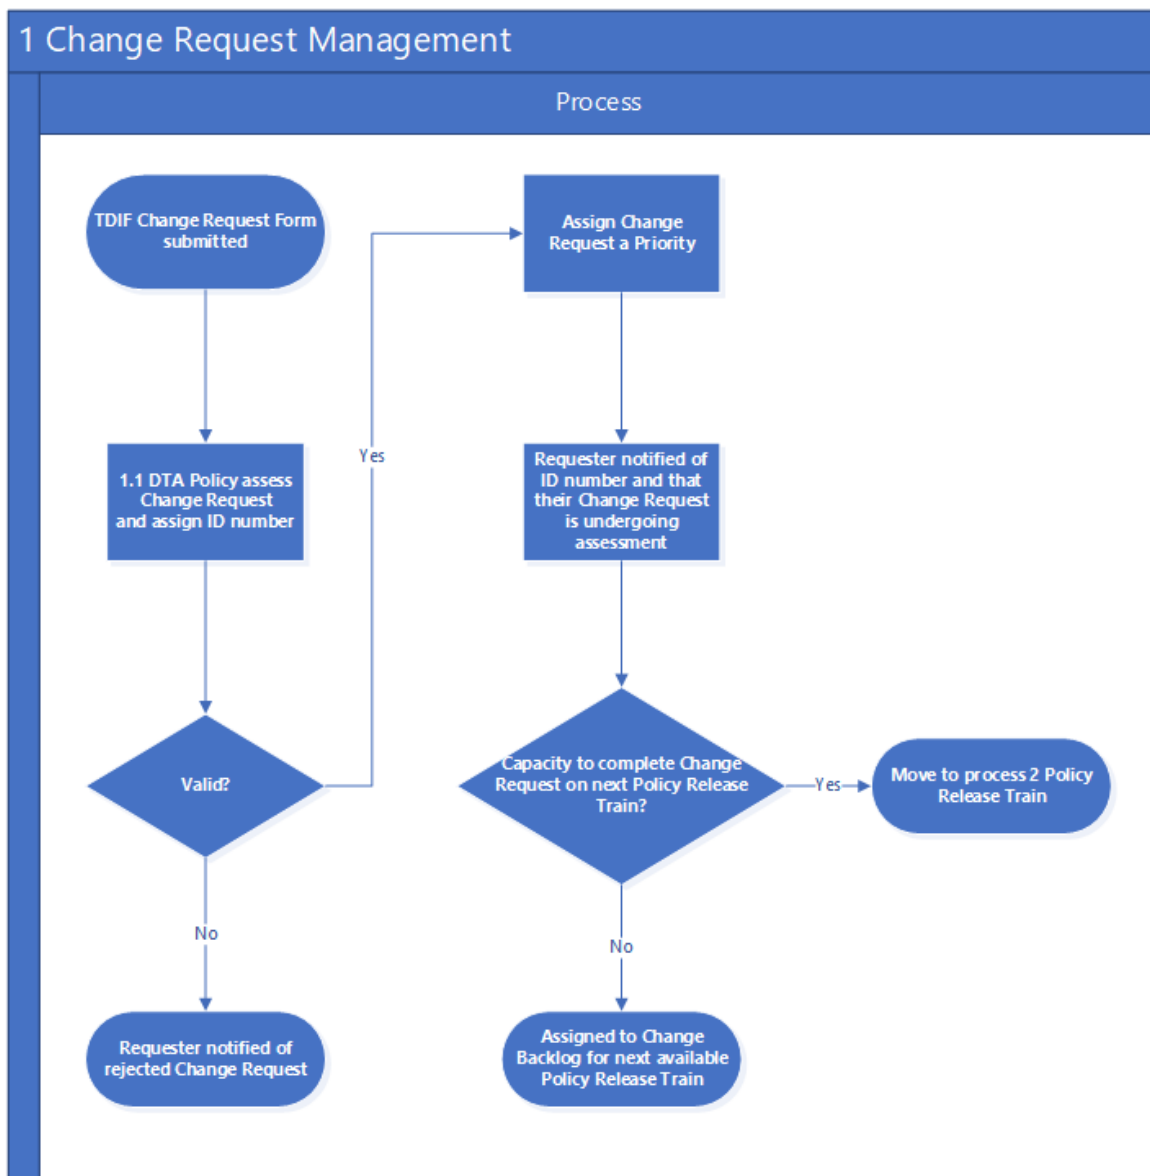 1 Change Request Management
Process
TDIF Change Request Form
submitted
1.1 DTA Policy assess
Change Request
and assign ID number
Valid?
No
Requester notified of
rejected Change Request
Yes
Assign Change
Request a Priority
Requester notified of
ID number and that
their Change Request
is undergoing
assessment
Capacity to complete Change
Request on next Policy Release
Train?
Yes
Move to process 2 Policy
Release Train
No
Assigned to Change
Backlog for next available
Policy Release Train